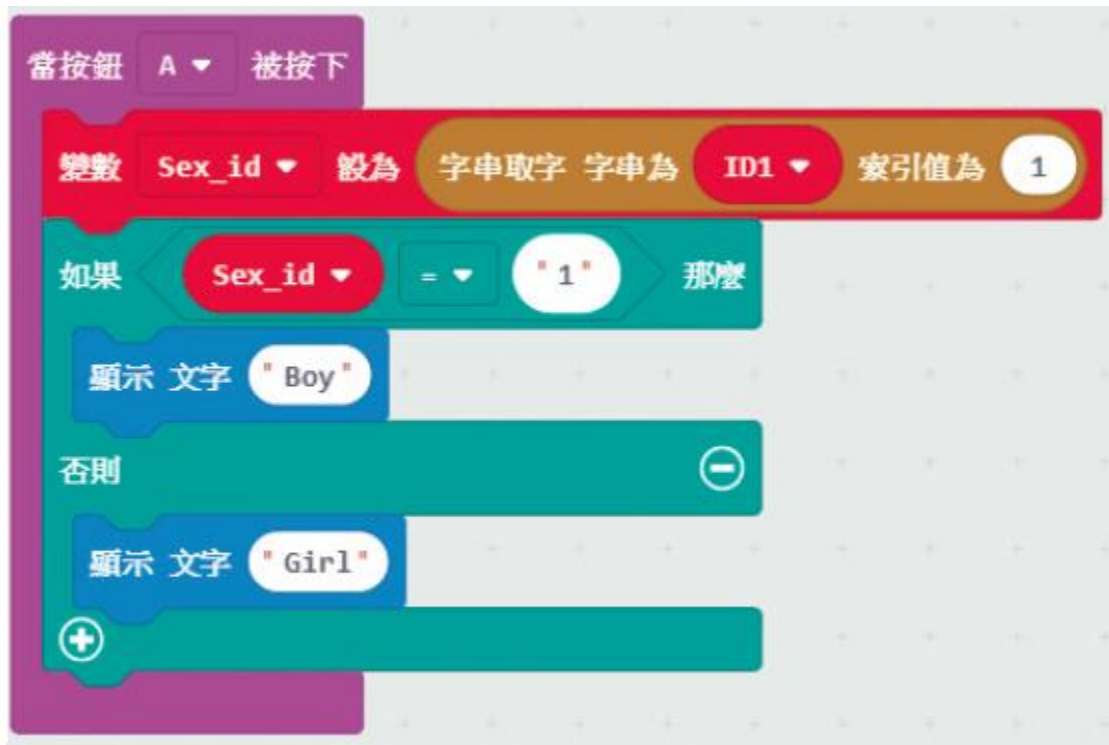 當按鈕 A 被按下
變數 Sex_id 設為 字串取字 字串為 ID1 索引值為 1
如果 Sex_id = "1" 那麼
顯示 文字 "Boy"
否則
顯示 文字 "Girl"